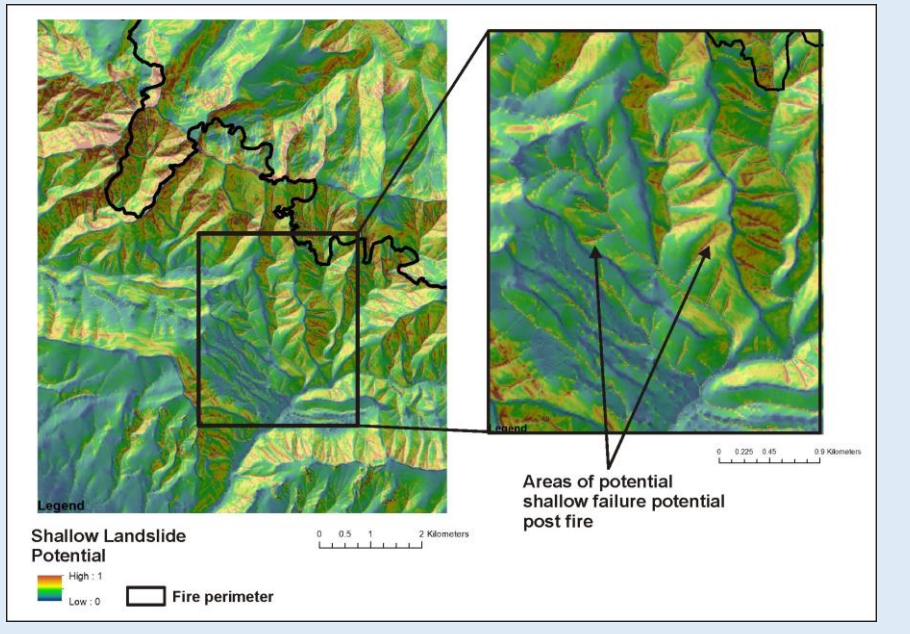 Legend
Shallow Landslide
Potential
High : 1
Low : 0
Fire perimeter
0 0.5 1 2 Kilometers
egend
0 0.225 0.45 0.9 Kilometers
Areas of potential
shallow failure potential
post fire